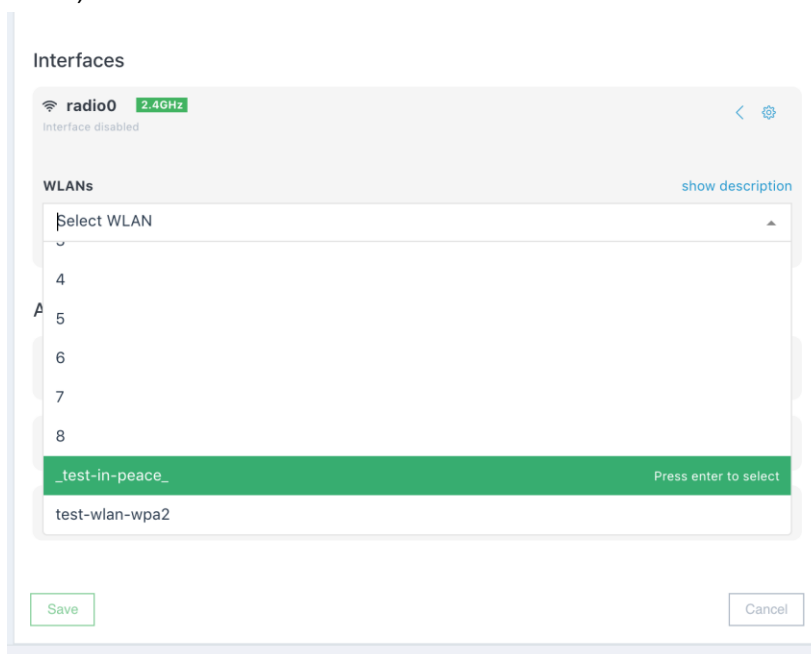 Interfaces
radio0 2.4GHz
Interface disabled
WLANs show description
Select WLAN
4
5
6
7
8
_test-in-peace_ Press enter to select
test-wlan-wpa2
Save Cancel